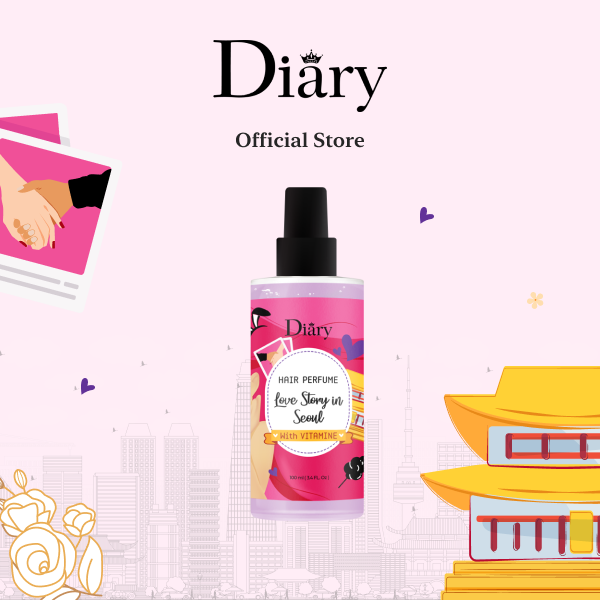 Diary
Official Store
Diary
HAIR PERFUME
Love Story in
Seoul
With VITAMINE